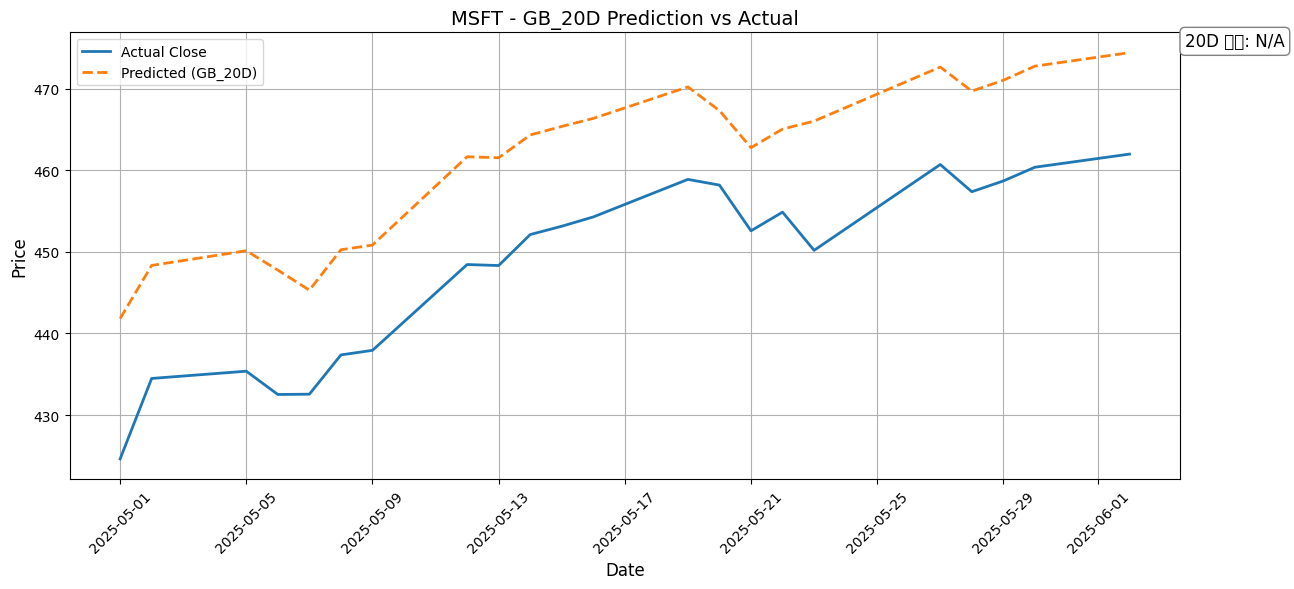 MSFT - GB_20D Prediction vs Actual
20D : N/A
Actual Close
Predicted (GB_20D)
Price
470
460
450
440
430
2025-05-01
2025-05-05
2025-05-09
2025-05-13
2025-05-17
2025-05-21
2025-05-25
2025-05-29
2025-06-01
Date